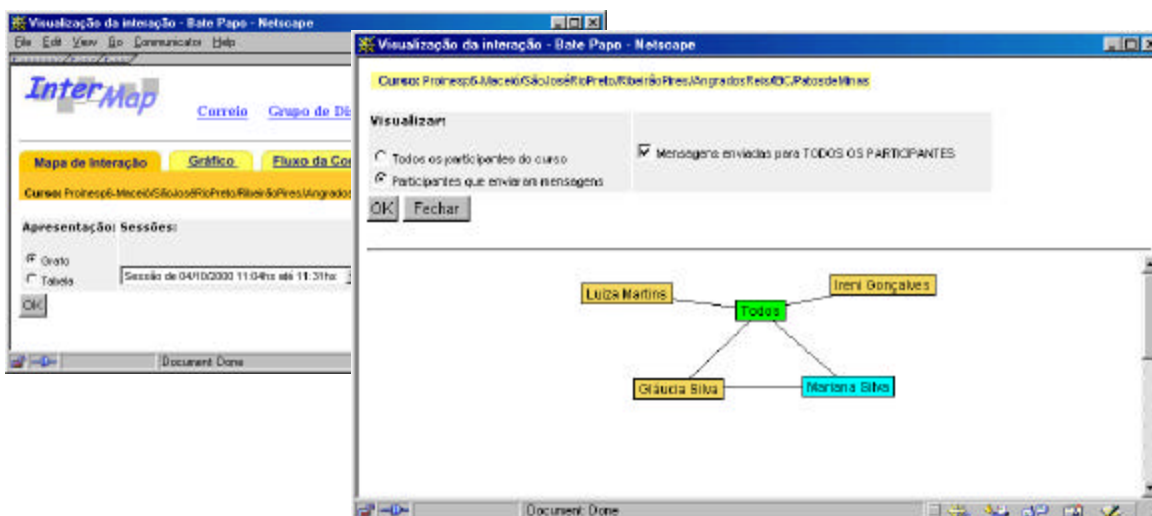 Visualização da interação - Bate Papo - Netscape
File Edit View Go Communicator Help
InterMap
Correio Grupo de Di
Mapa de Interação Gráfico Fluxo da Con
Curso: Proinesp6-Maceió/SãoJoséRioPreto/RibeirãoPires/Angrados
Apresentação: Sessões:
Grafo
Tabela
Sessão de 04/10/2000 11:04hs até 11:31hs
OK
Document: Done
Visualização da interação - Bate Papo - Netscape
Curso: Proinesp6-Maceió/SãoJoséRioPreto/RibeirãoPires/AngradosReis/IBC/PatosdeMinas
Visualizar:
Todos os participantes do curso
Mensagens enviadas para TODOS OS PARTICIPANTES
Participantes que enviaram mensagens
OK Fechar
Luiza Martins
Ireni Gonçalves
Todos
Gláucia Silva
Mariana Silva
Document: Done